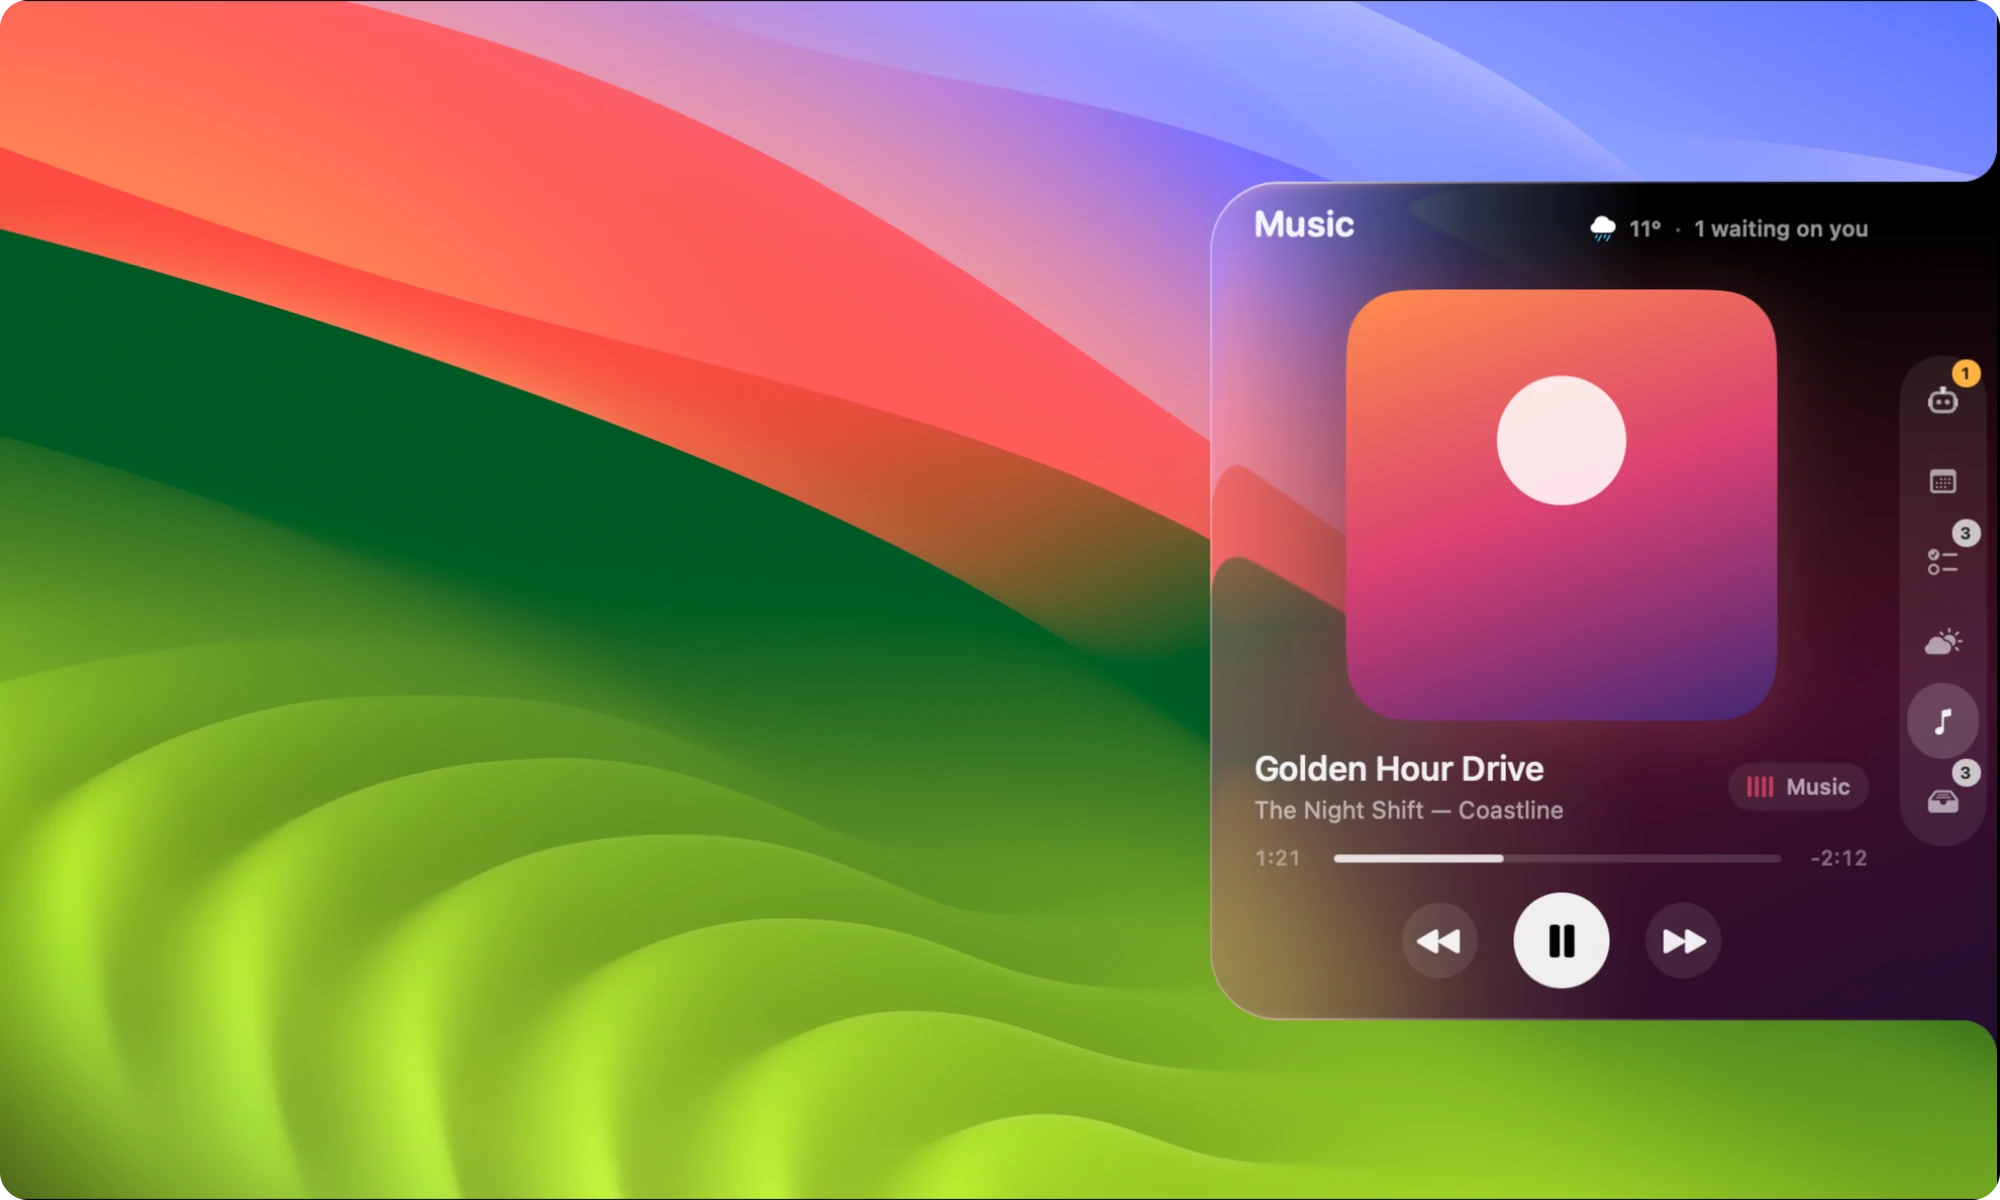 Music
11° · 1 waiting on you
1
3
3
Golden Hour Drive
The Night Shift — Coastline
Music
1:21
-2:12